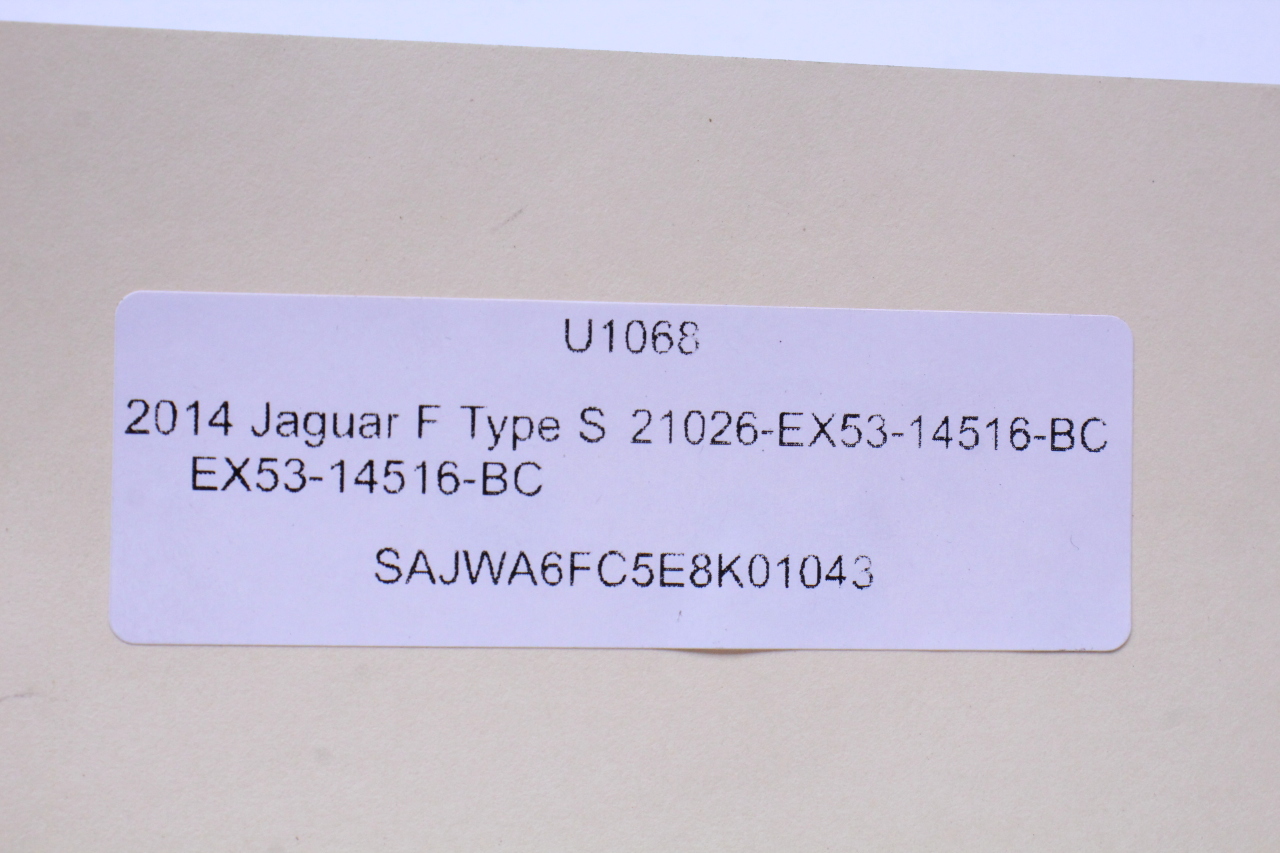 U1068
2014 Jaguar F Type S 21026-EX53-14516-BC
EX53-14516-BC
SAJWA6FC5E8K01043